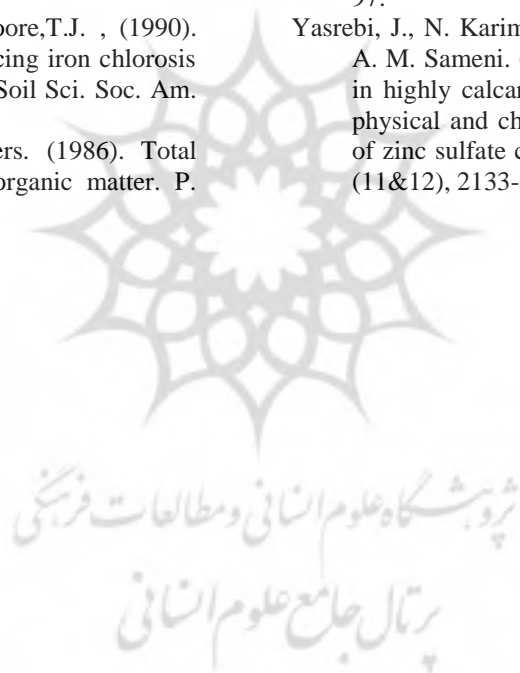 oore,T.J. , (1990).
cing iron chlorosis
Soil Sci. Soc. Am.
ers. (1986). Total
organic matter. P.
97.
Yasrebi, J., N. Karim
A. M. Sameni. (
in highly calcar
physical and ch
of zinc sulfate c
(11&12), 2133-
پژوهشگاه علوم انسانی و مطالعات فرهنگی
پرتال جامع علوم انسانی